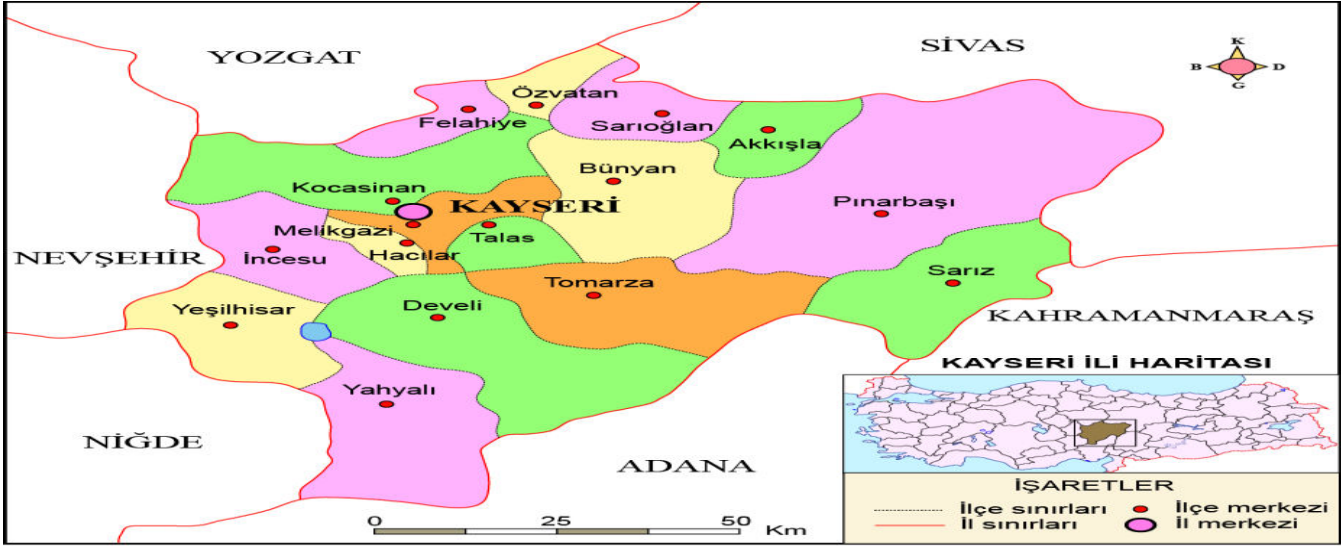 YOZGAT
SİVAS
K
B
D
G
Özvatan
Felahiye
Sarıoğlan
Akkışla
Bünyan
Kocasinan
KAYSERİ
Pınarbaşı
Melikgazi
Talas
NEVŞEHİR
İncesu
Hacılar
Sarız
Tomarza
Yeşilhisar
Develi
KAHRAMANMARAŞ
KAYSERİ İLİ HARİTASI
Yahyalı
NİĞDE
ADANA
İŞARETLER
İlçe sınırları
İlçe merkezi
İl sınırları
İl merkezi
0 25 50 Km